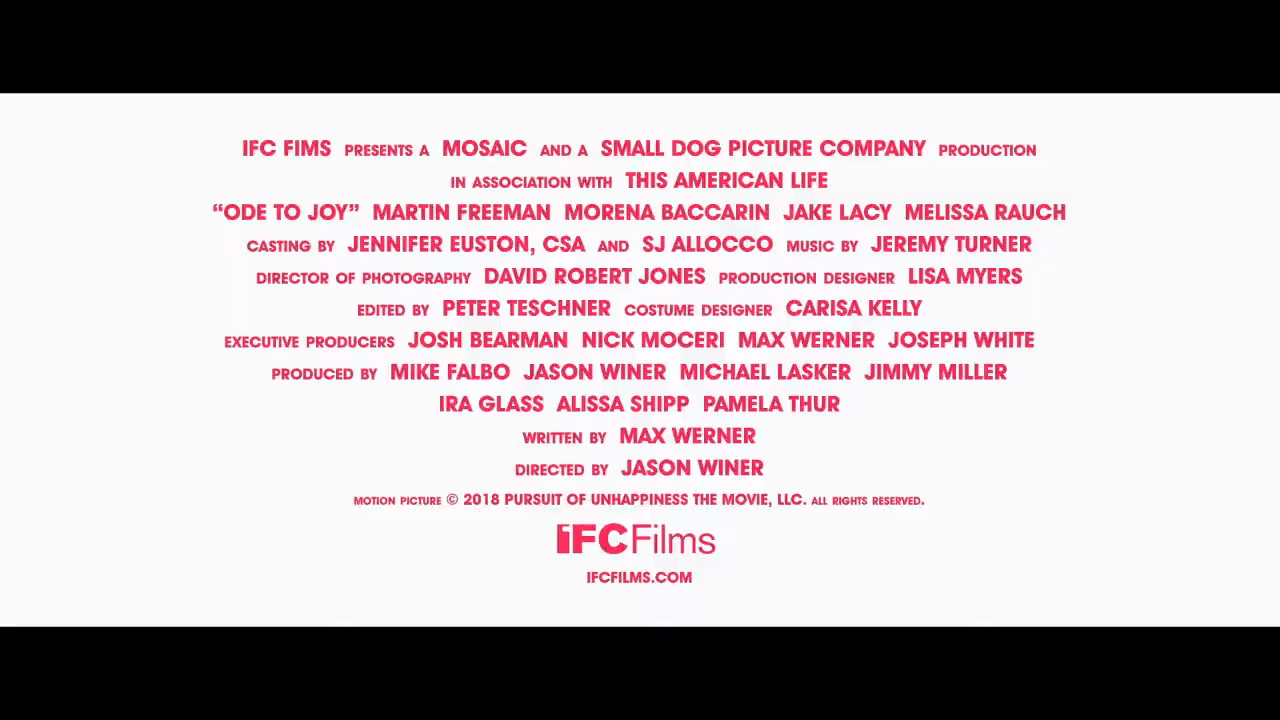 IFC FIMS PRESENTS A MOSAIC AND A SMALL DOG PICTURE COMPANY PRODUCTION
IN ASSOCIATION WITH THIS AMERICAN LIFE
“ODE TO JOY” MARTIN FREEMAN MORENA BACCARIN JAKE LACY MELISSA RAUCH
CASTING BY JENNIFER EUSTON, CSA AND SJ ALLOCCO MUSIC BY JEREMY TURNER
DIRECTOR OF PHOTOGRAPHY DAVID ROBERT JONES PRODUCTION DESIGNER LISA MYERS
EDITED BY PETER TESCHNER COSTUME DESIGNER CARISA KELLY
EXECUTIVE PRODUCERS JOSH BEARMAN NICK MOCERI MAX WERNER JOSEPH WHITE
PRODUCED BY MIKE FALBO JASON WINER MICHAEL LASKER JIMMY MILLER
IRA GLASS ALISSA SHIPP PAMELA THUR
WRITTEN BY MAX WERNER
DIRECTED BY JASON WINER
MOTION PICTURE © 2018 PURSUIT OF UNHAPPINESS THE MOVIE, LLC. ALL RIGHTS RESERVED.
IFC Films
IFCFILMS.COM